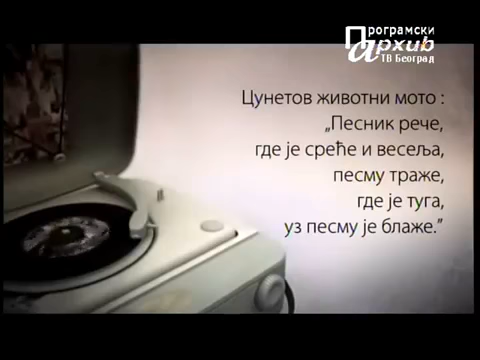 Програмски
Архив
ТВ Београд
Цунетов животни мото :
„Песник рече,
где је среће и весеља,
песму траже,
где је туга,
уз песму је блаже.”